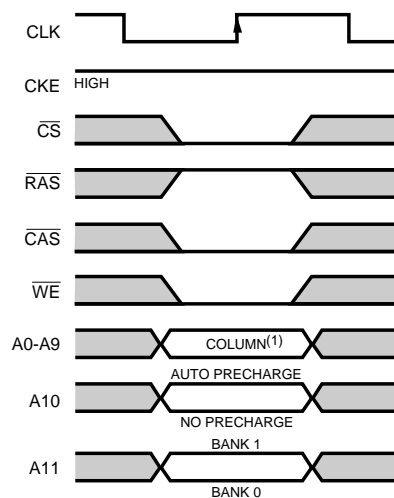 CLK
CKE HIGH
CS
RAS
CAS
WE
A0-A9 COLUMN(1)
AUTO PRECHARGE
A10
NO PRECHARGE
BANK 1
A11
BANK 0